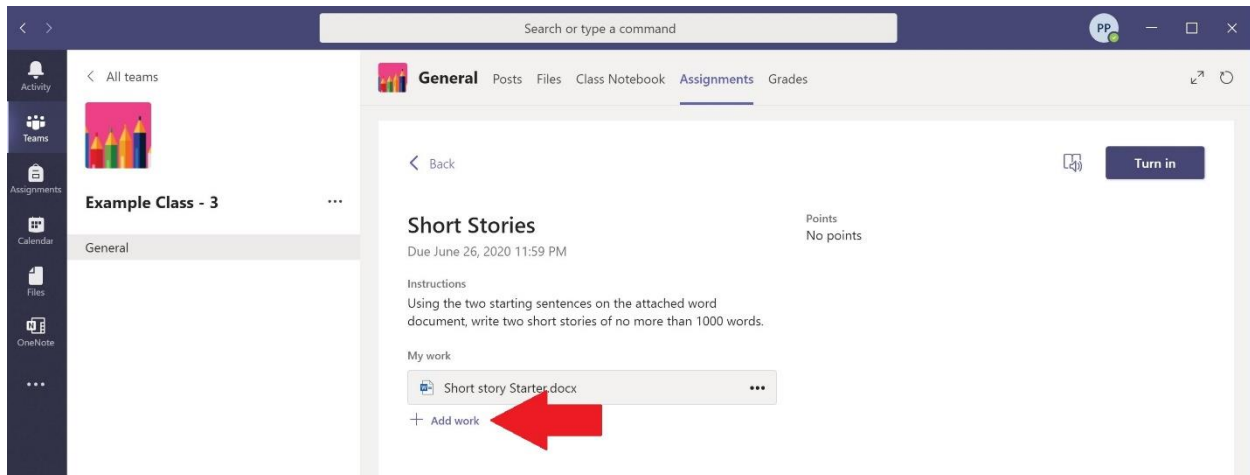 Search or type a command
PP
Activity
Teams
Assignments
Calendar
Files
OneNote
All teams
Example Class - 3
General
General Posts Files Class Notebook Assignments Grades
Back
Turn in
Short Stories
Due June 26, 2020 11:59 PM
Points
No points
Instructions
Using the two starting sentences on the attached word
document, write two short stories of no more than 1000 words.
My work
Short story Starter.docx
+ Add work